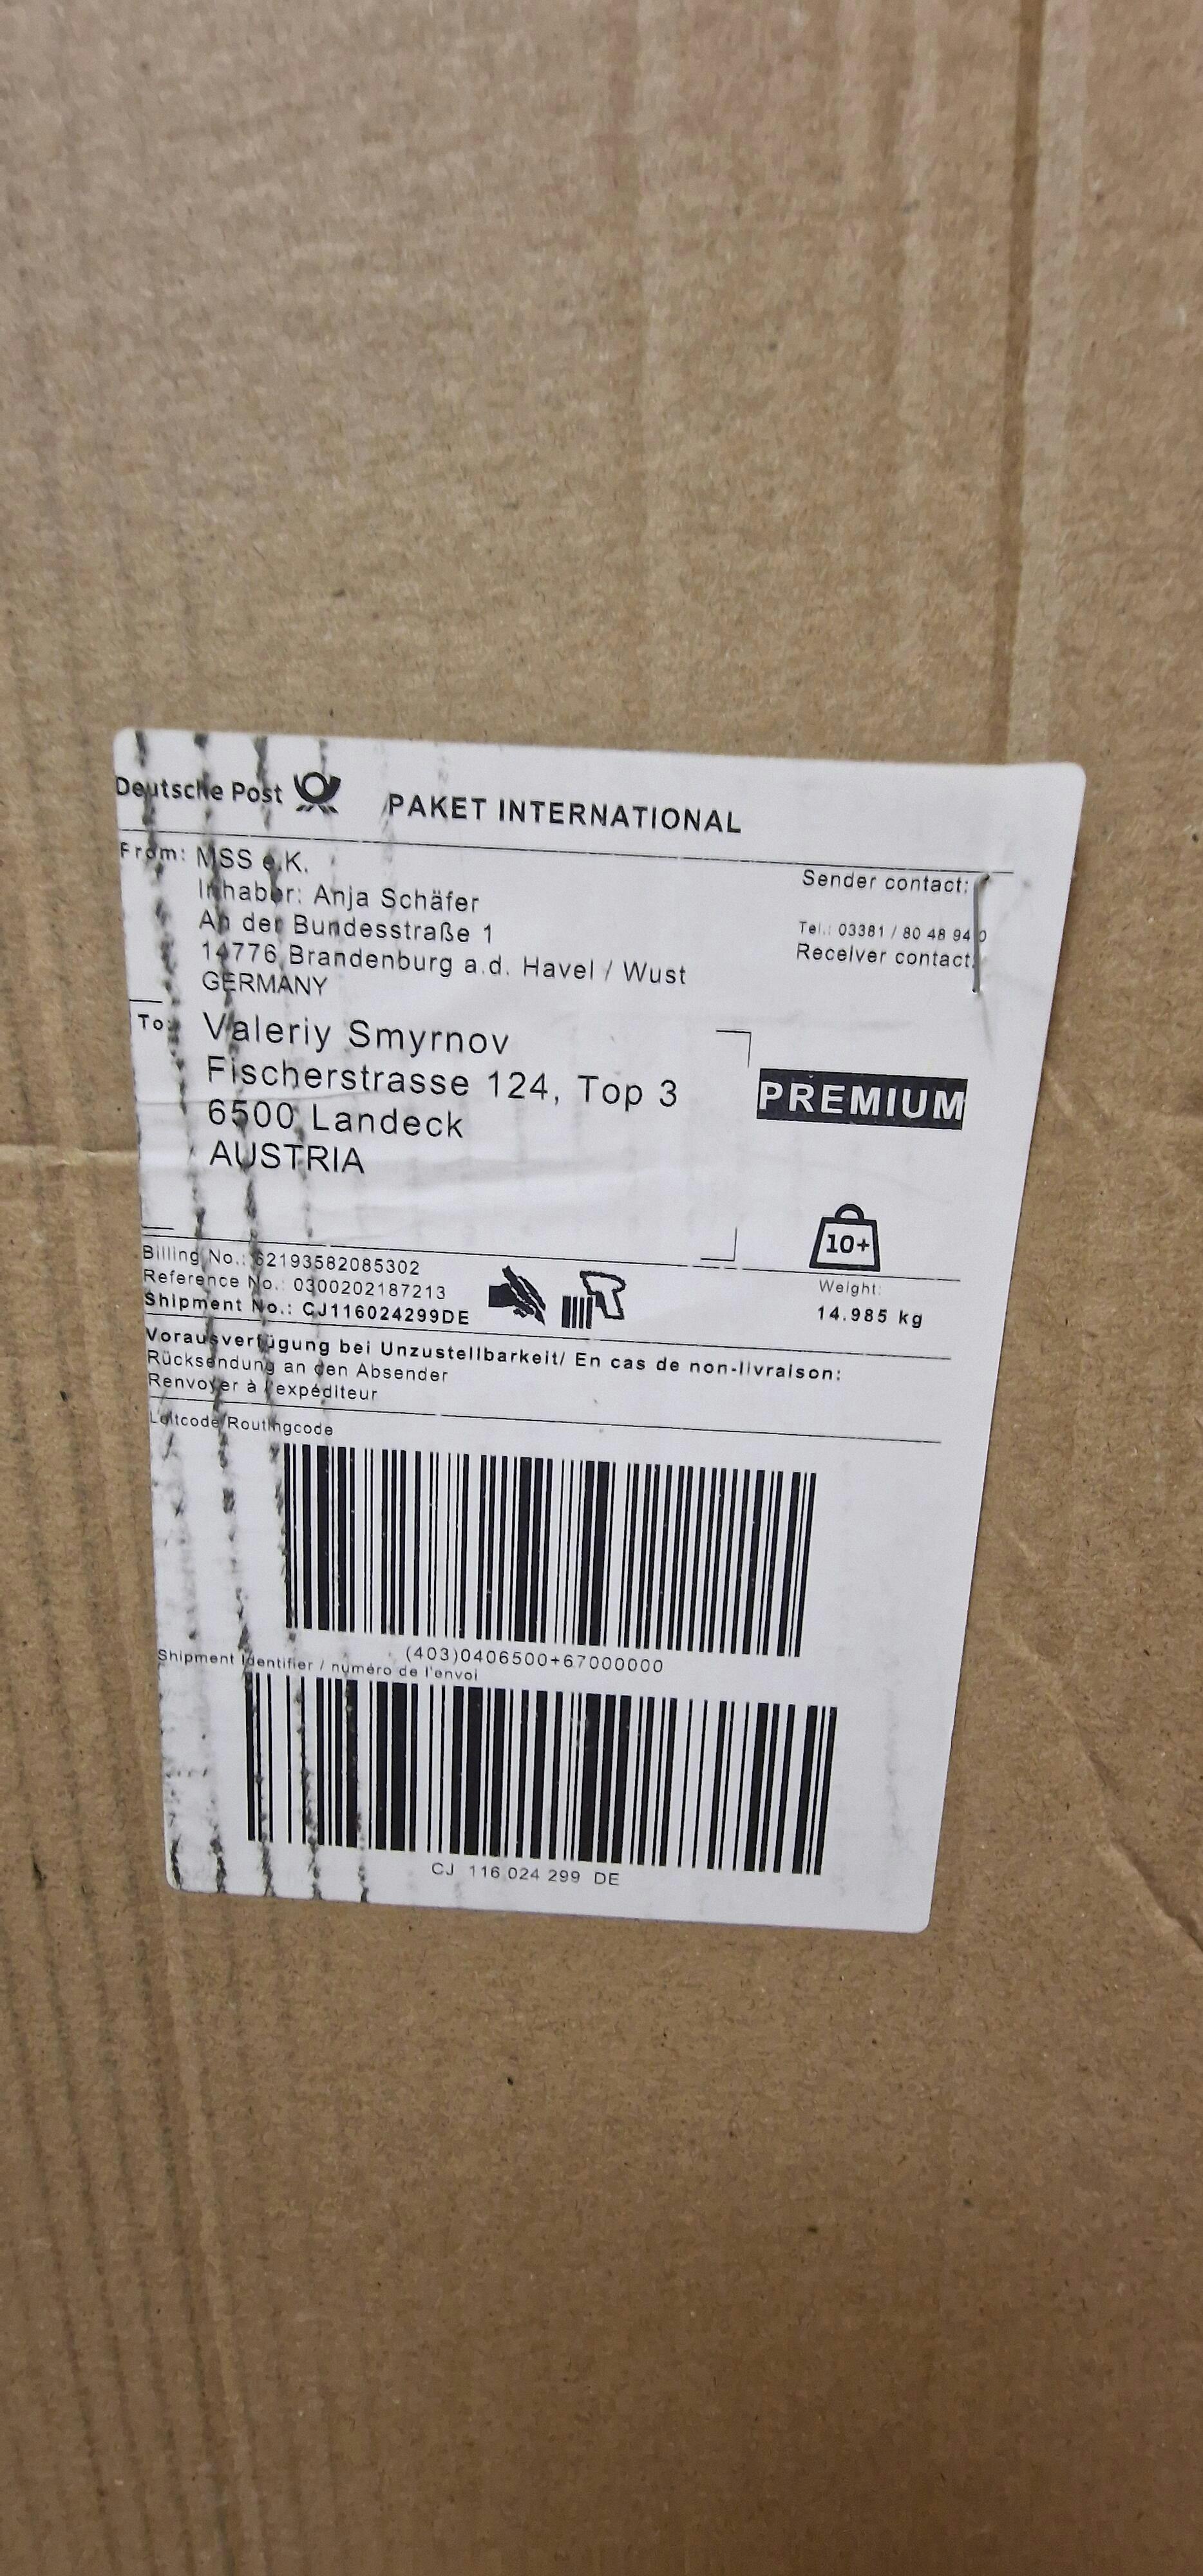 Deutsche Post
PAKET INTERNATIONAL
From: MSS e.K.
Inhaber: Anja Schäfer
An der Bundesstraße 1
14776 Brandenburg a.d. Havel / Wust
GERMANY
Sender contact:
Tel.: 03381 / 80 48 94 0
Receiver contact:
To: Valeriy Smyrnov
Fischerstrasse 124, Top 3
6500 Landeck
AUSTRIA
PREMIUM
10+
Weight:
14.985 kg
Billing No.: 62193582085302
Reference No.: 0300202187213
Shipment No.: CJ116024299DE
Vorausverfügung bei Unzustellbarkeit/ En cas de non-livraison:
Rücksendung an den Absender
Renvoyer à l'expéditeur
Leitcode/Routingcode
(403)0406500+67000000
Shipment Identifier / numéro de l'envoi
CJ 116 024 299 DE